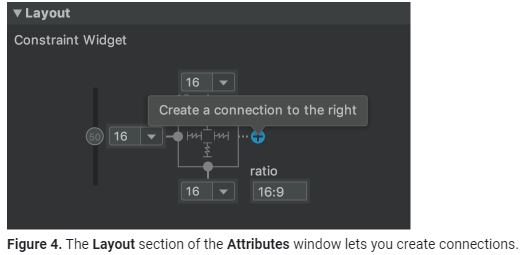 ▼ Layout
Constraint Widget
16
Create a connection to the right
50
16
ratio
16
16:9
Figure 4. The Layout section of the Attributes window lets you create connections.